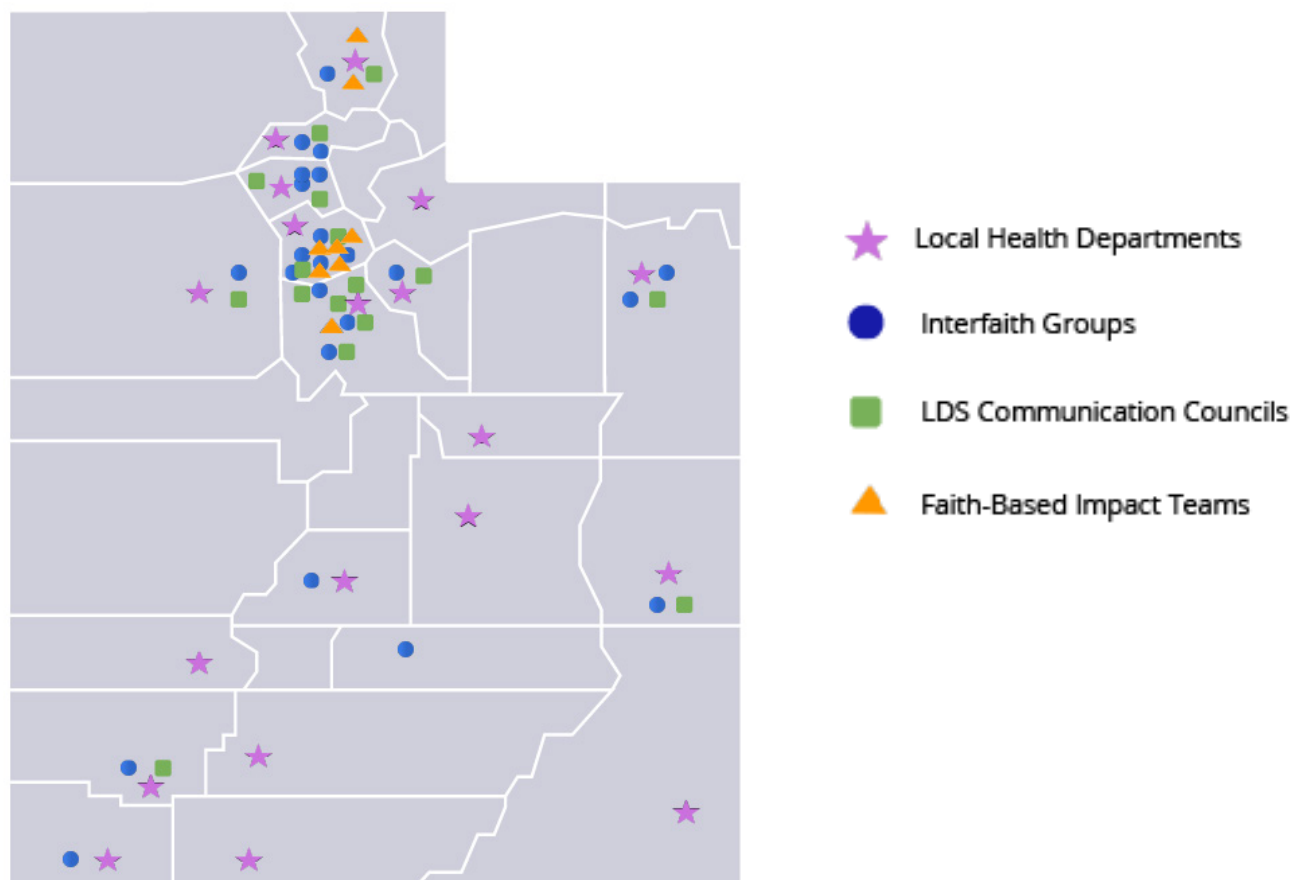 Local Health Departments
Interfaith Groups
LDS Communication Councils
Faith-Based Impact Teams